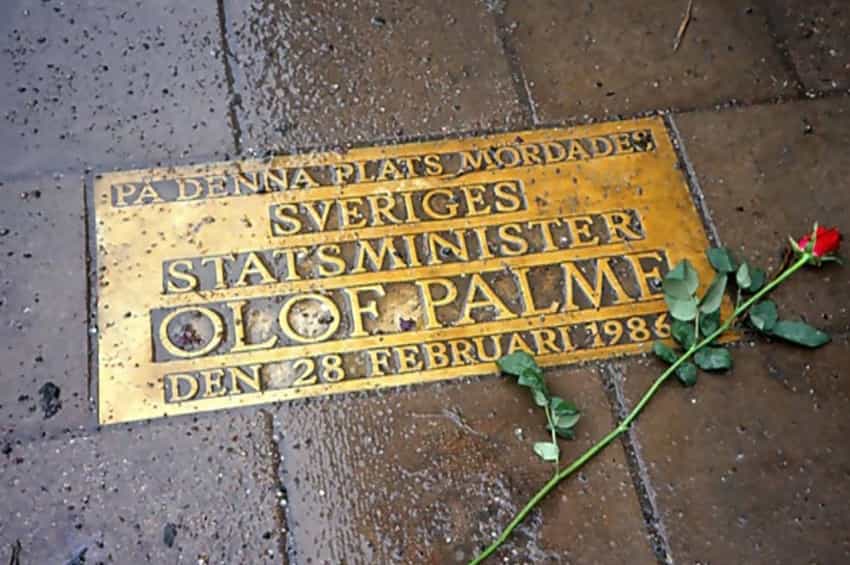 PÅ DENNA PLATS MÖRDADES
SVERIGES
STATSMINISTER
OLOF PALME
DEN 28 FEBRUARI 1986